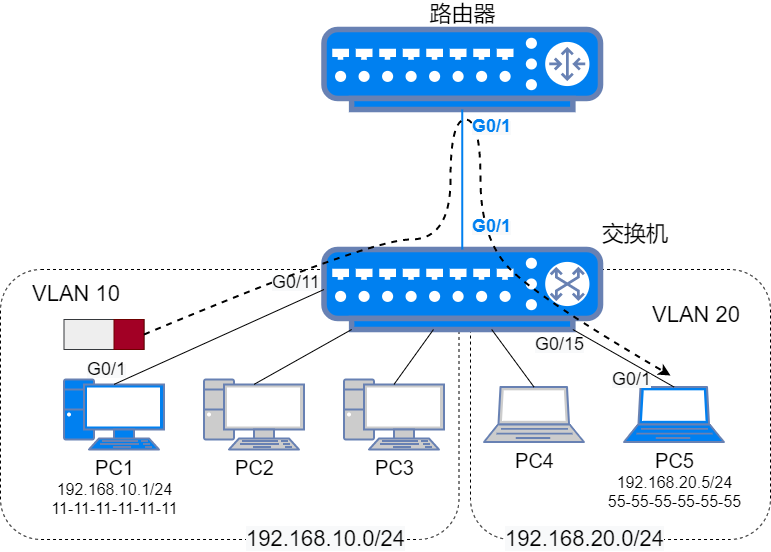 路由器
G0/1
G0/1
交换机
G0/11
VLAN 10
VLAN 20
G0/15
G0/1
G0/1
PC1
192.168.10.1/24
11-11-11-11-11-11
PC2
PC3
PC4
PC5
192.168.20.5/24
55-55-55-55-55-55
192.168.10.0/24
192.168.20.0/24